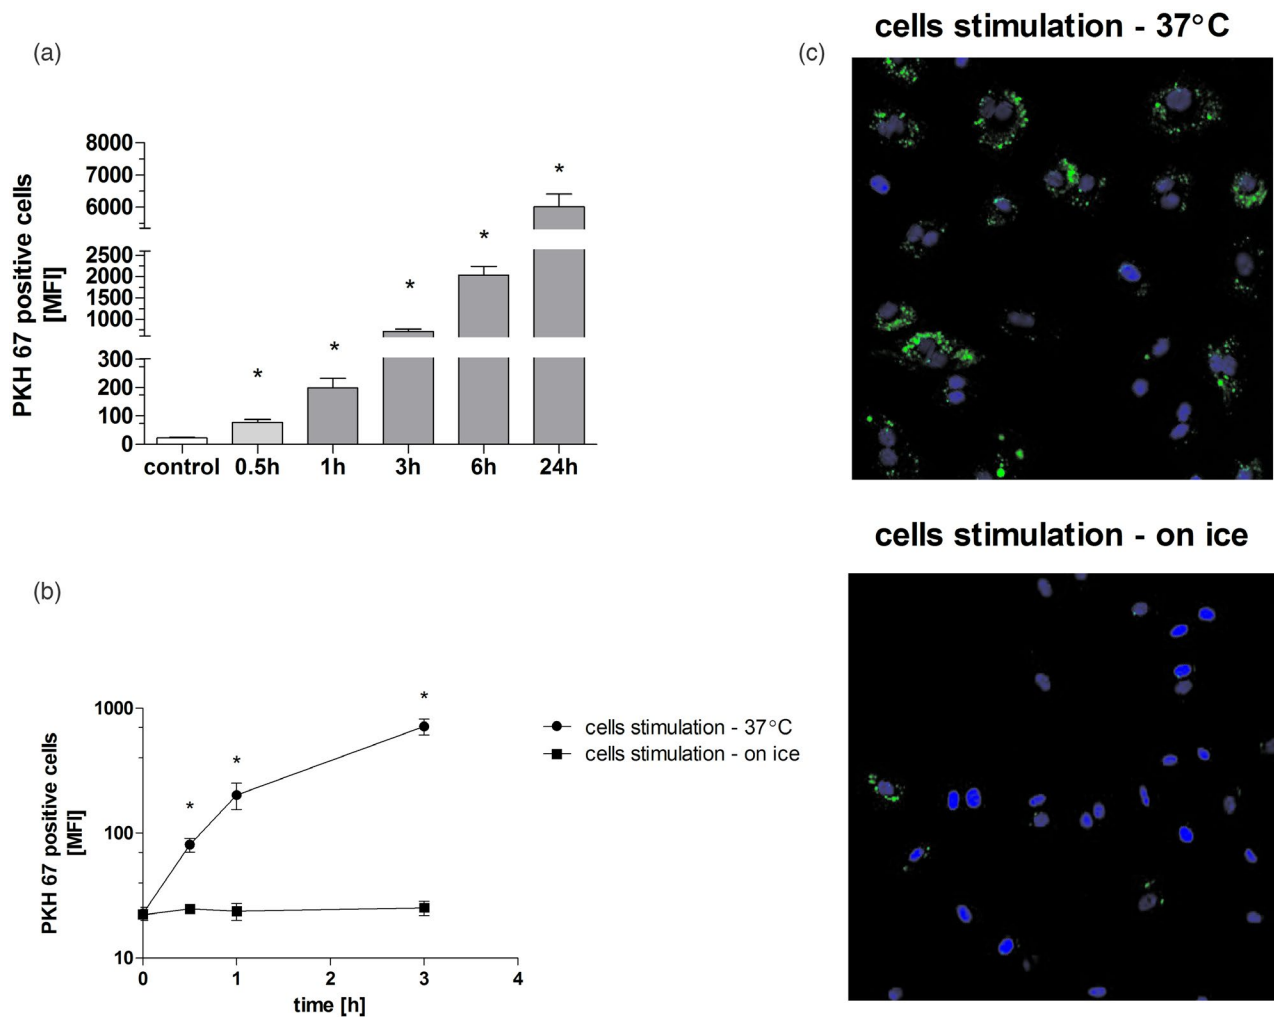 (a)
PKH 67 positive cells
[MFI]
8000
7000
6000
2500
2000
1500
1000
300
200
100
0
*
*
*
*
*
control 0.5h 1h 3h 6h 24h
(b)
PKH 67 positive cells
[MFI]
1000
100
10
*
*
*
0 1 2 3 4
time [h]
cells stimulation - 37°C
cells stimulation - on ice
(c)
cells stimulation - 37°C
cells stimulation - on ice